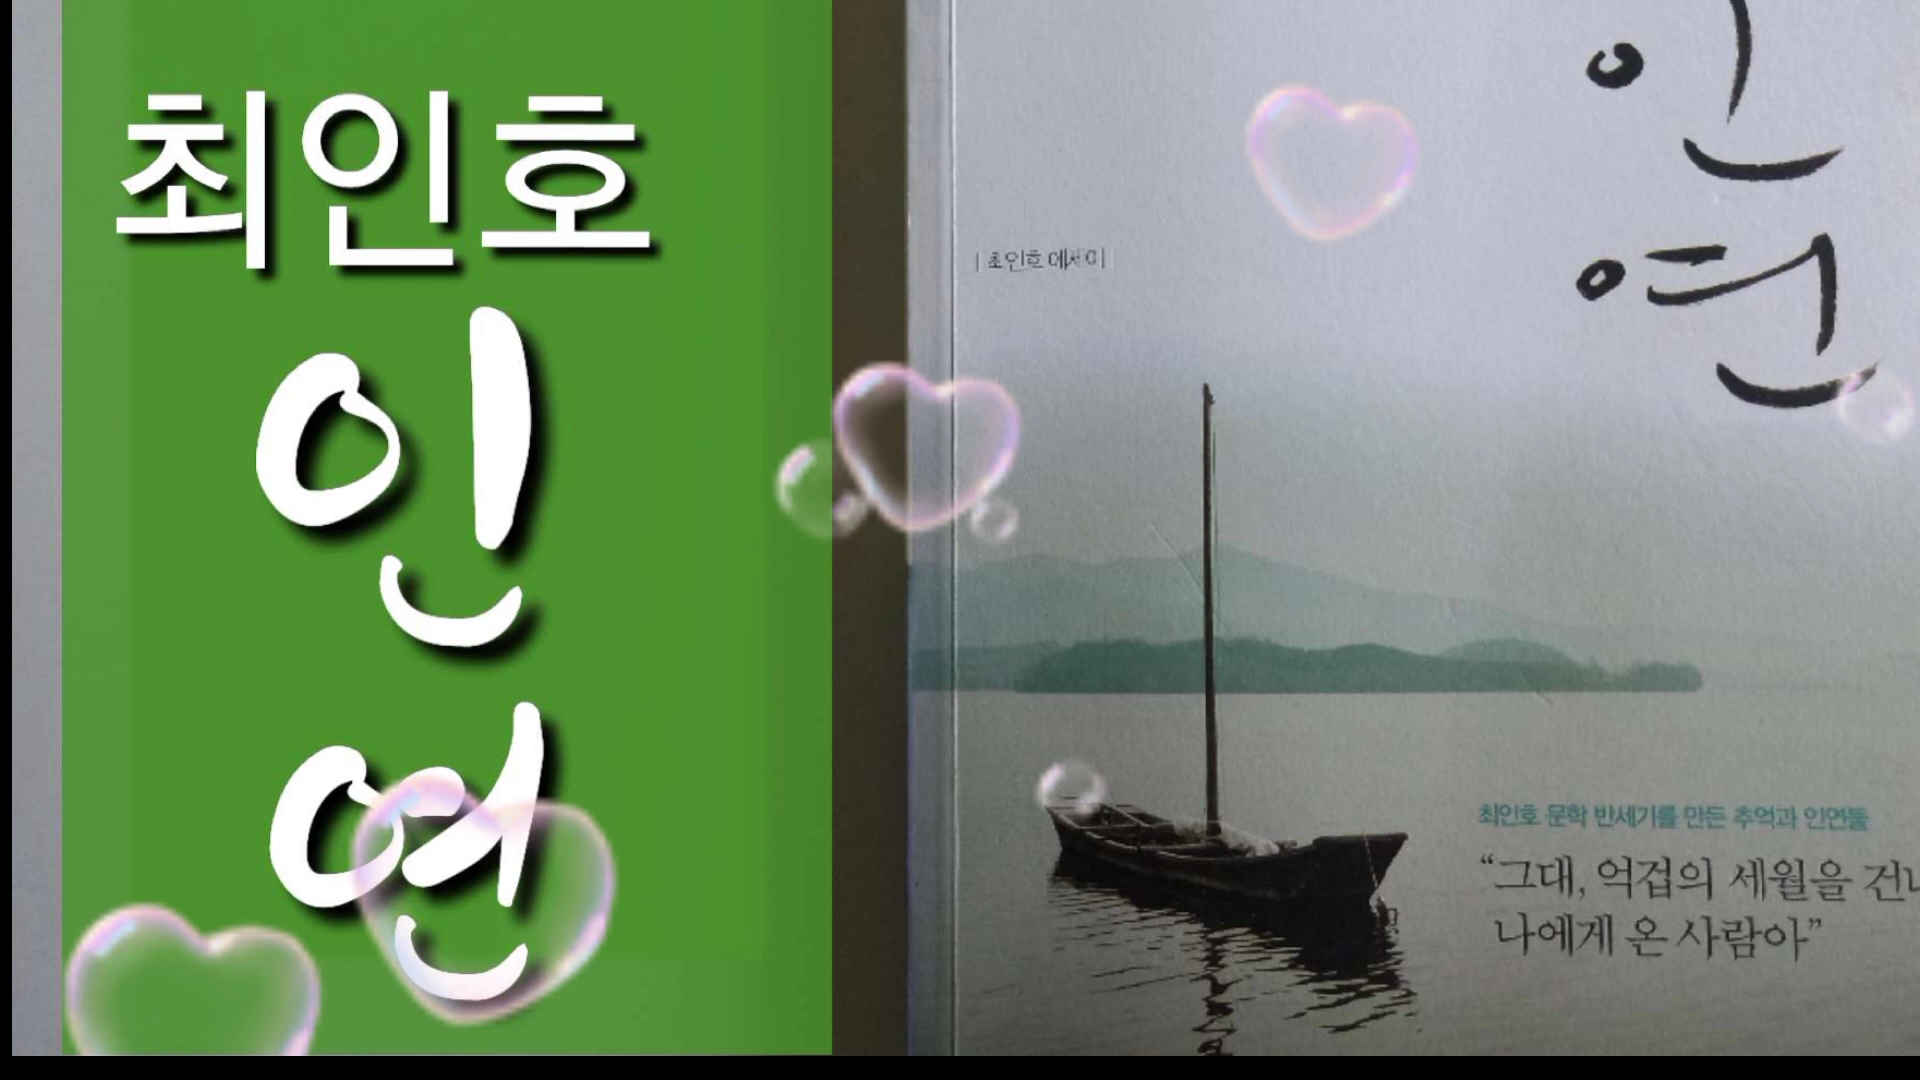 최인호
인
연
인
연
최인호 에세이
최인호 문학 반세기를 만든 추억과 인연들
“그대, 억겁의 세월을
나에게 온 사람아”